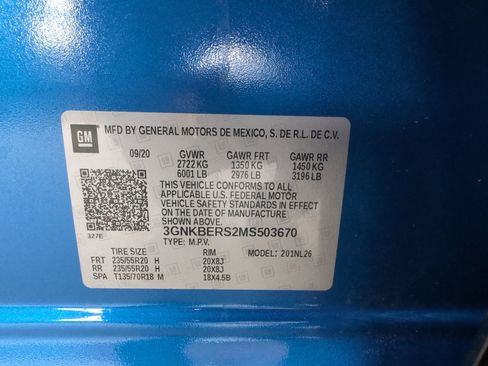 GM
MFD BY GENERAL MOTORS DE MEXICO, S. DE R.L. DE C.V.
09/20 GVWR GAWR FRT GAWR RR
2722 KG 1350 KG 1450 KG
6001 LB 2976 LB 3196 LB
THIS VEHICLE CONFORMS TO ALL
APPLICABLE U.S. FEDERAL MOTOR
VEHICLE SAFETY STANDARDS IN EFFECT
ON THE DATE OF MANUFACTURE
SHOWN ABOVE.
327E 3GNKBERS2MS503670
TYPE: M.P.V. MODEL: 201NL26
TIRE SIZE RIM
FRT 235/55R20 H 20X8J
RR 235/55R20 H 20X8J
SPA T135/70R18 M 18X4.5B